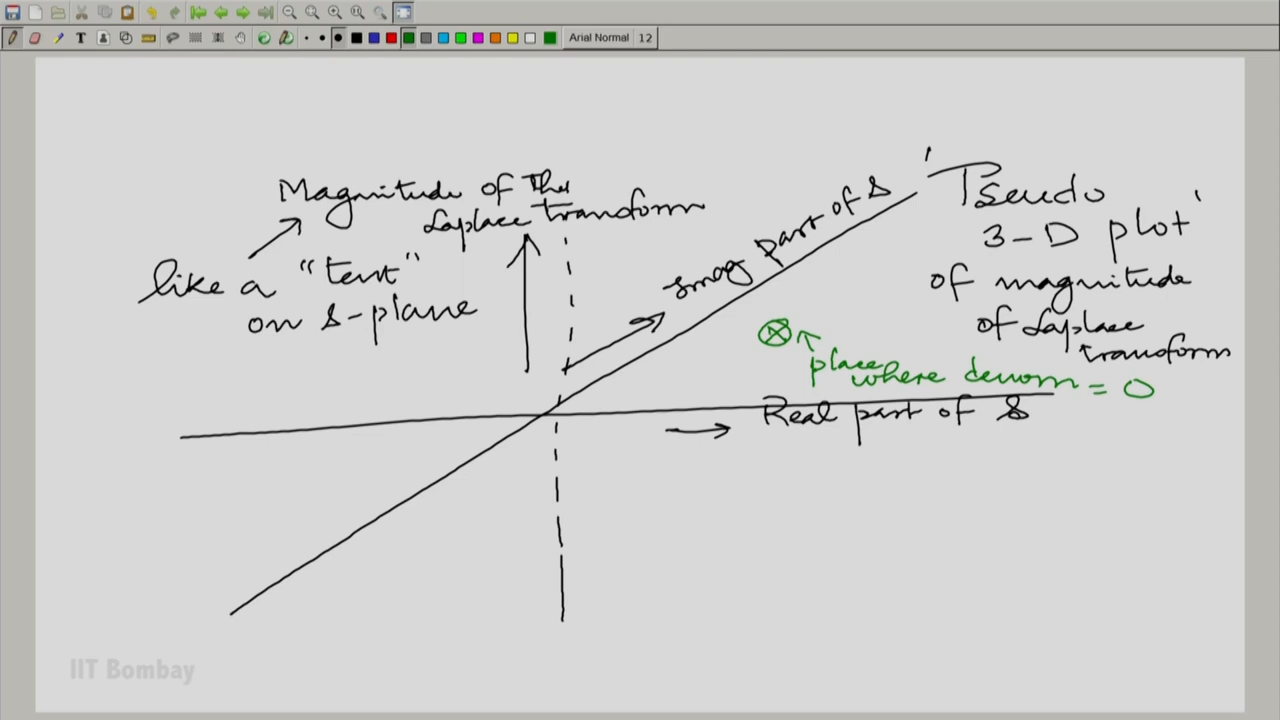 Arial Normal 12
Magnitude of the
Laplace transform
like a "tent"
on s-plane
Imag part of s
'Pseudo
3-D plot'
of magnitude
of Laplace
transform
place
where denom = 0
Real part of s
IIT Bombay